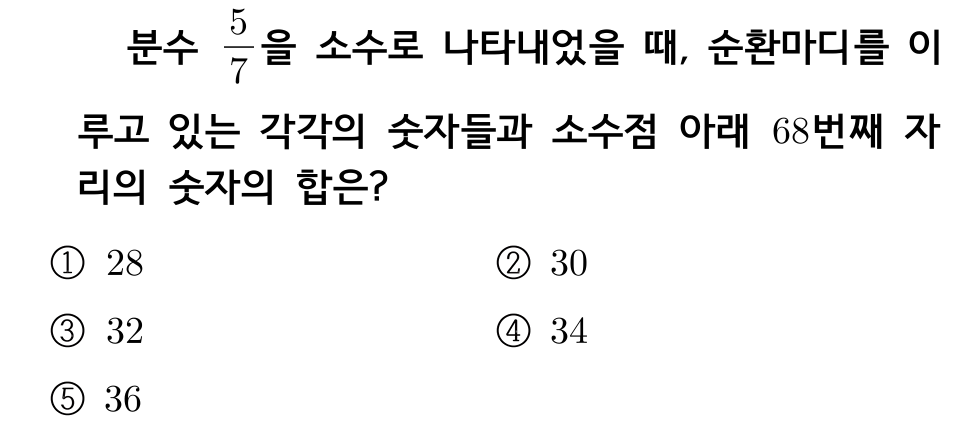 분수 5/7을 소수로 나타내었을 때, 순환마디를 이
루고 있는 각각의 숫자들과 소수점 아래 68번째 자
리의 숫자의 합은?
① 28 ② 30
③ 32 ④ 34
⑤ 36